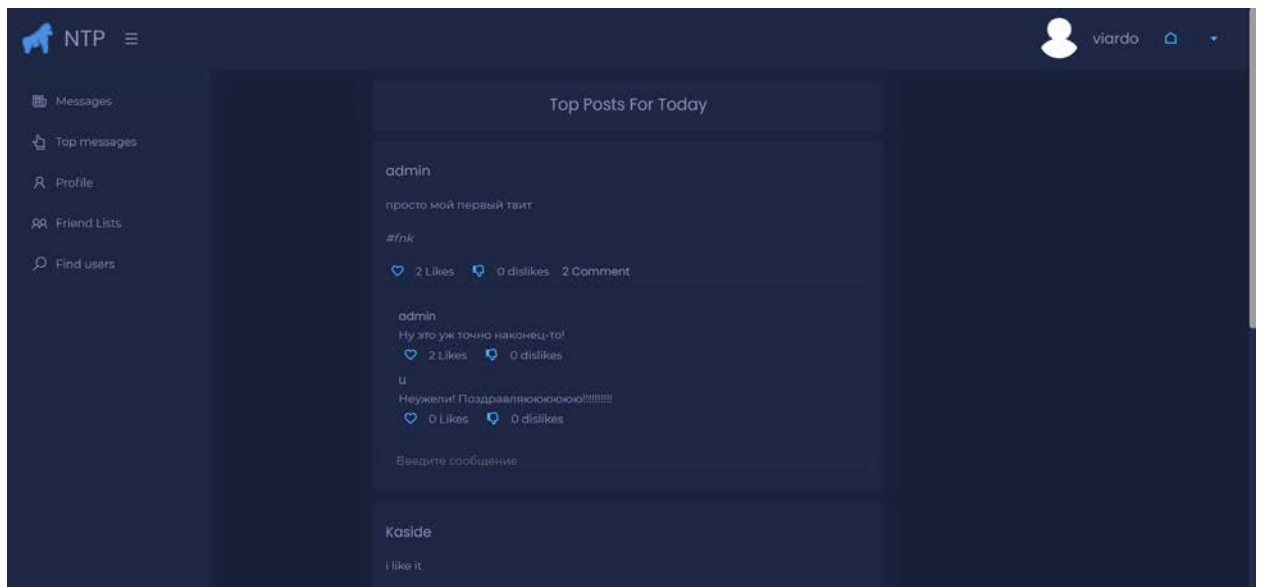 NTP
viardo
Messages
Top messages
Profile
Friend Lists
Find users
Top Posts For Today
admin
просто мой первый твит
#fnk
2 Likes 0 dislikes 2 Comment
admin
Ну это уж точно наконец-то!
2 Likes 0 dislikes
u
Неужели! Поздравляюююююю!!!!!!!!!!
0 Likes 0 dislikes
Введите сообщение
Kaside
i like it